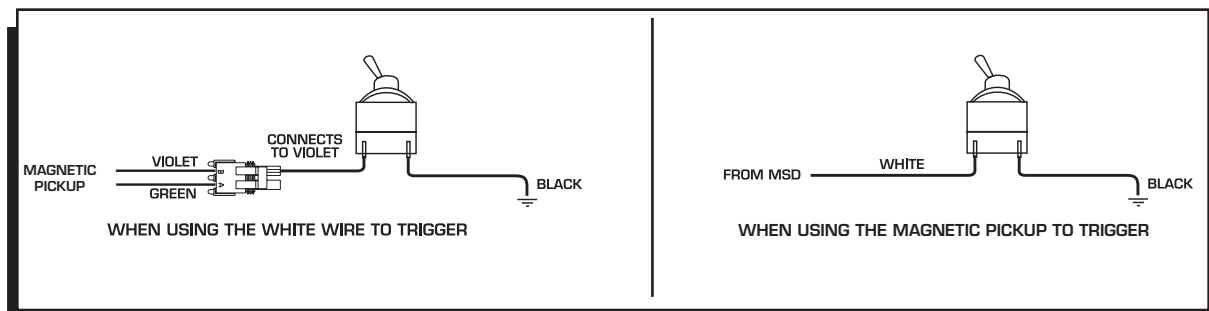 MAGNETIC
PICKUP
VIOLET
GREEN
B
A
CONNECTS
TO VIOLET
BLACK
WHEN USING THE WHITE WIRE TO TRIGGER
FROM MSD
WHITE
BLACK
WHEN USING THE MAGNETIC PICKUP TO TRIGGER